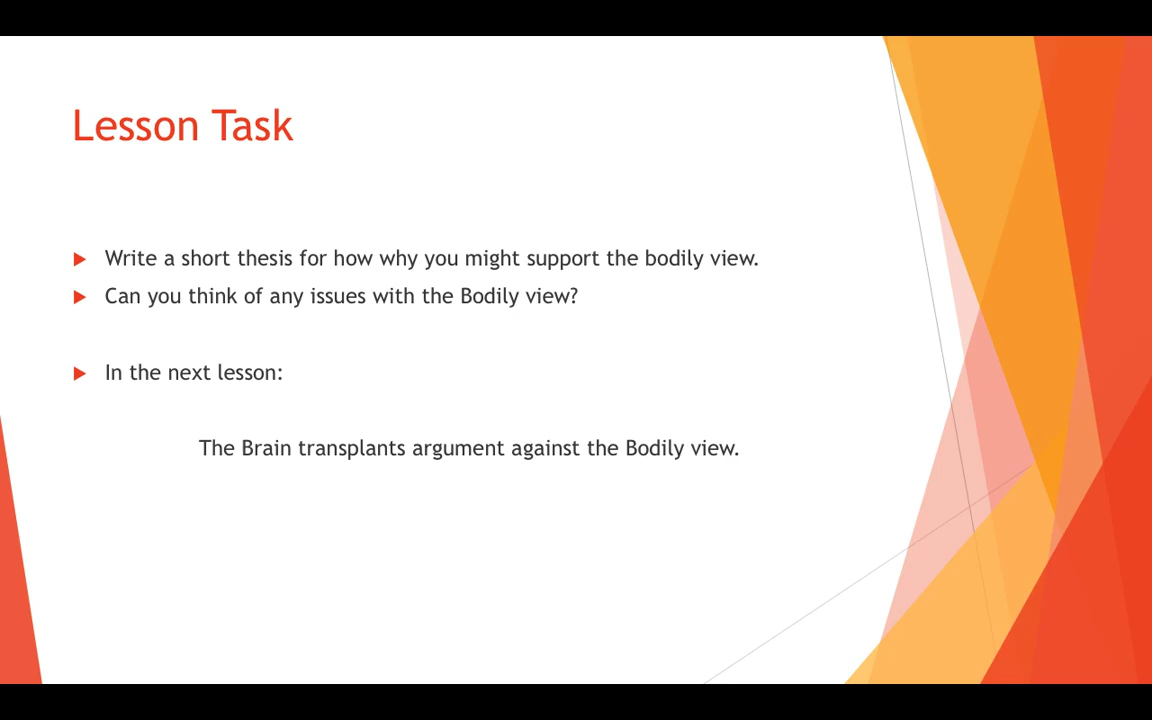 Lesson Task
Write a short thesis for how why you might support the bodily view.
Can you think of any issues with the Bodily view?
In the next lesson:
The Brain transplants argument against the Bodily view.